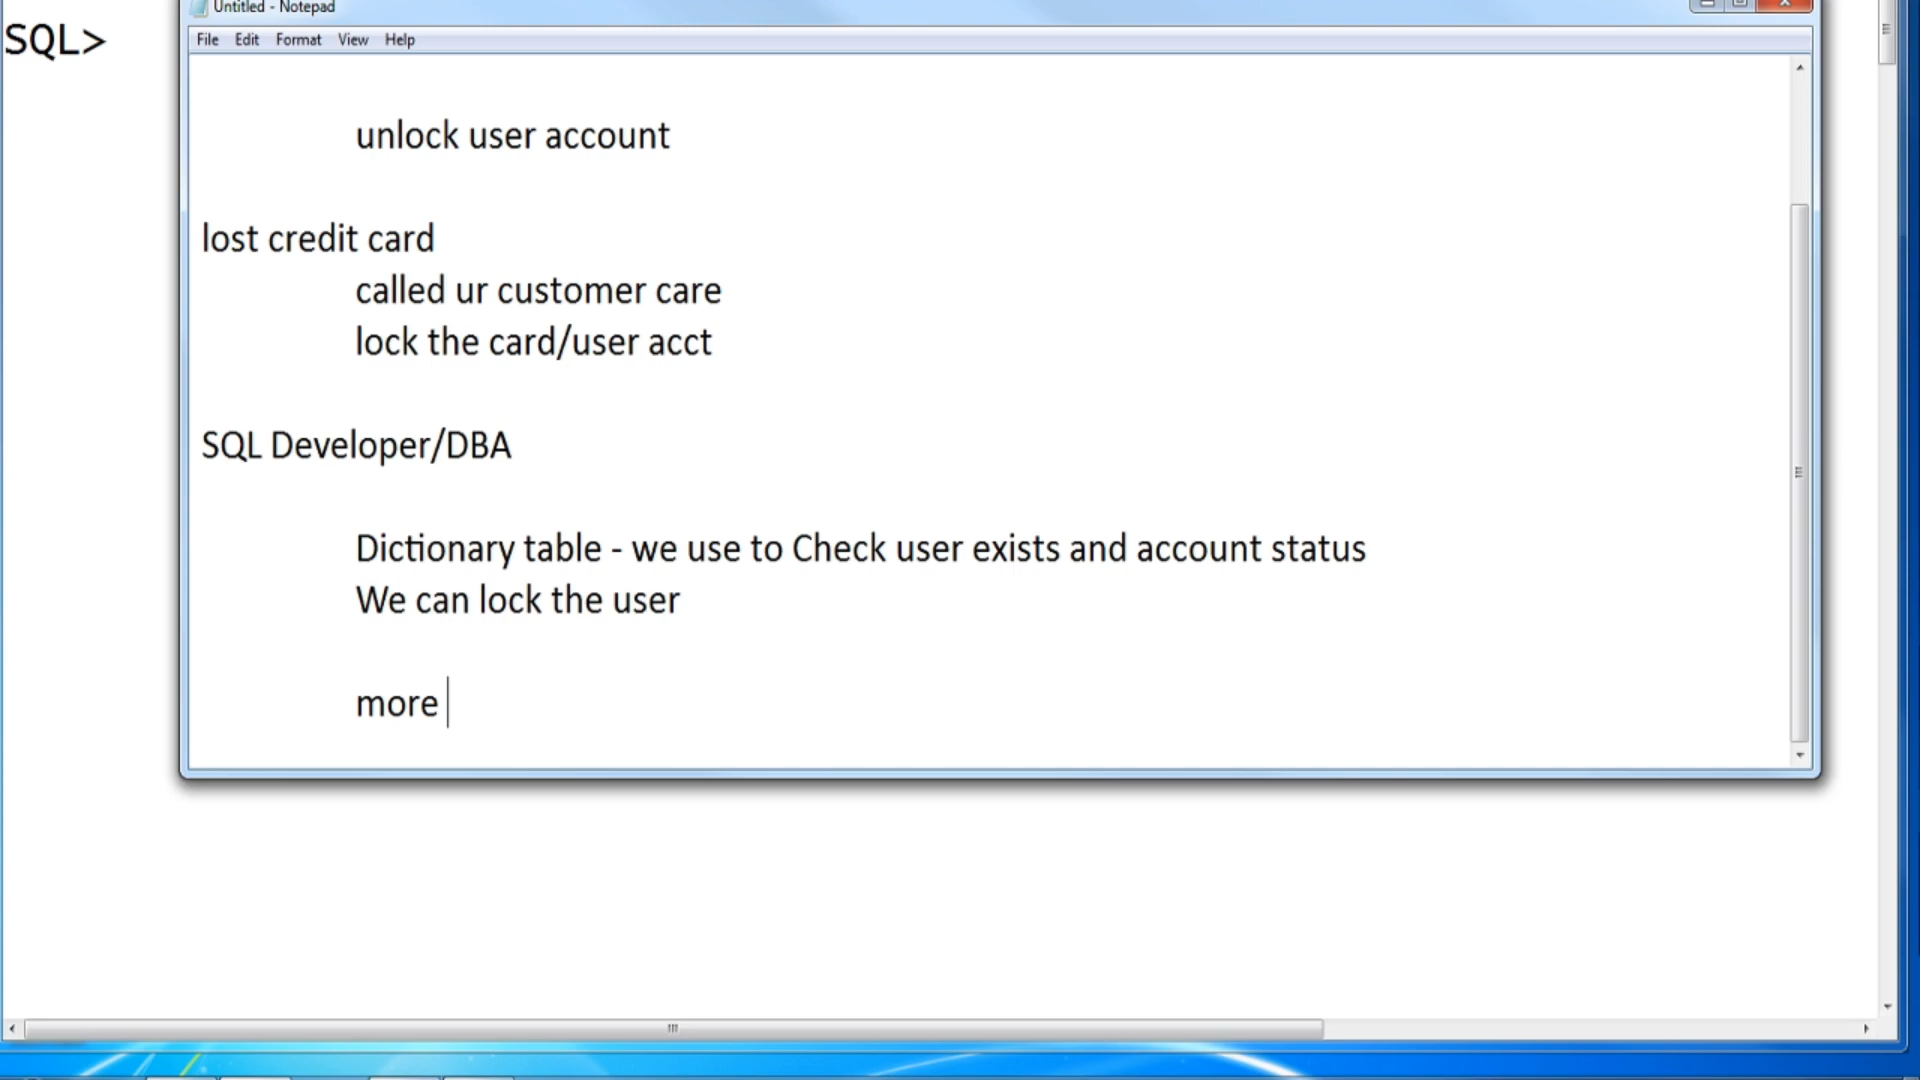 Untitled - Notepad
SQL>
File Edit Format View Help
unlock user account
lost credit card
called ur customer care
lock the card/user acct
SQL Developer/DBA
Dictionary table - we use to Check user exists and account status
We can lock the user
more